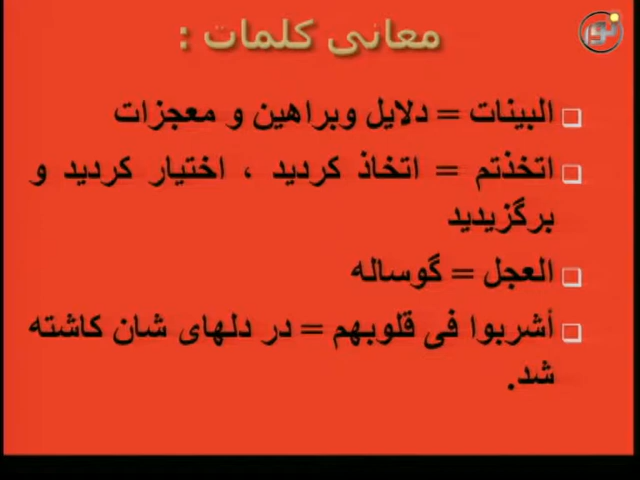 معانی کلمات :
نور
البینات = دلایل وبراهین و معجزات
اتخذتم = اتخاذ کردید ، اختیار کردید و
برگزیدید
العجل = گوساله
أشربوا فی قلوبهم = در دلهای شان کاشته
شد.